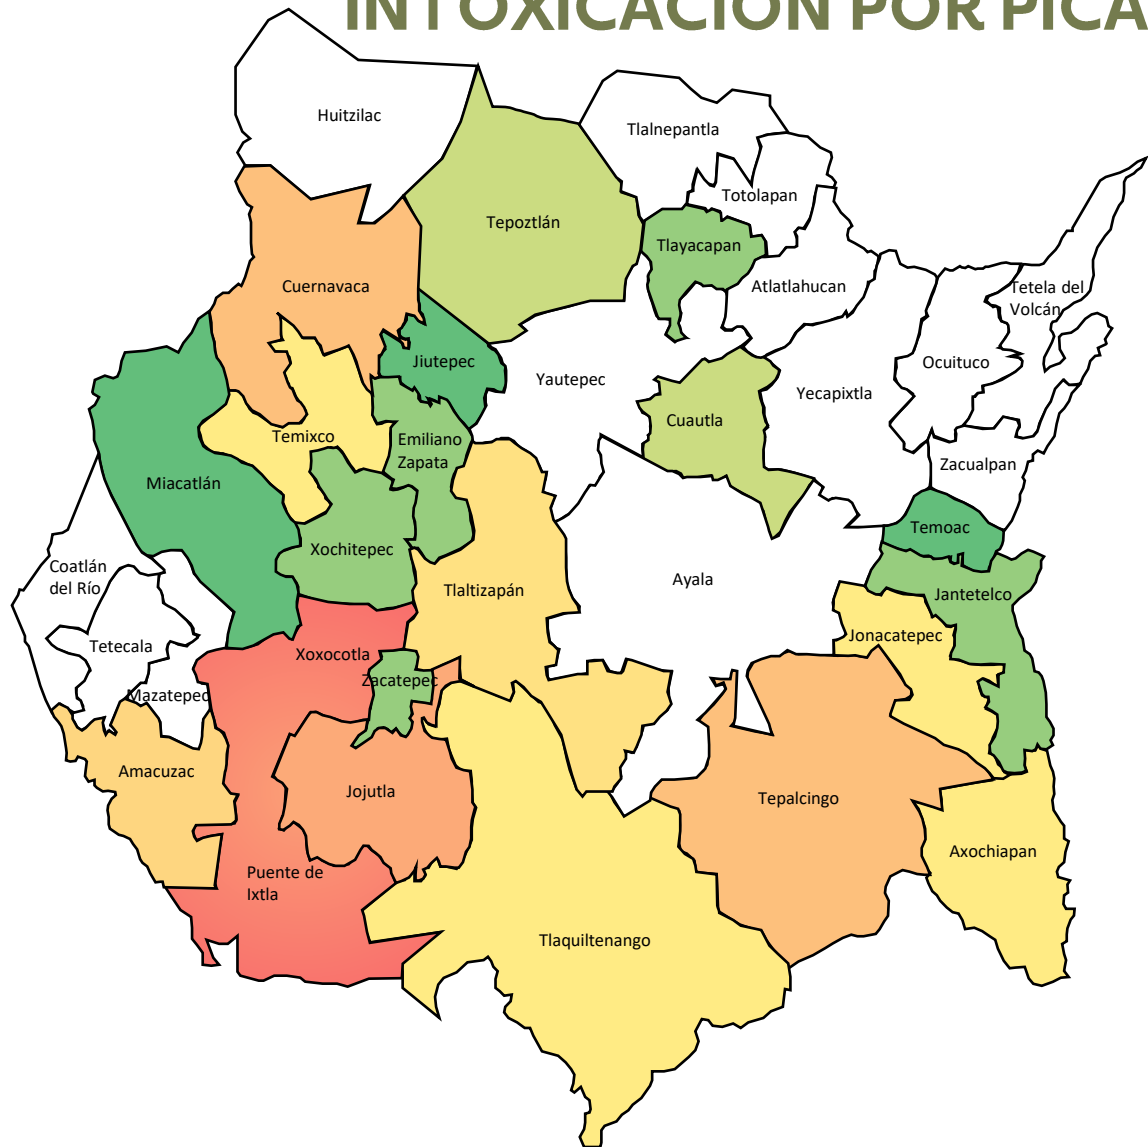 INTOXICACIÓN POR PICA
Huitzilac
Tlalnepantla
Totolapan
Tepoztlán
Tlayacapan
Cuernavaca
Atlatlahucan
Tetela del
Volcán
Jiutepec
Ocuituco
Yautepec
Yecapixtla
Cuautla
Temixco
Emiliano
Zapata
Zacualpan
Miacatlán
Temoac
Xochitepec
Coatlán
del Río
Ayala
Tlaltizapán
Jantetelco
Jonacatepec
Tetecala
Xoxocotla
Zacatepec
Mazatepec
Amacuzac
Jojutla
Tepalcingo
Axochiapan
Puente de
Ixtla
Tlaquiltenango